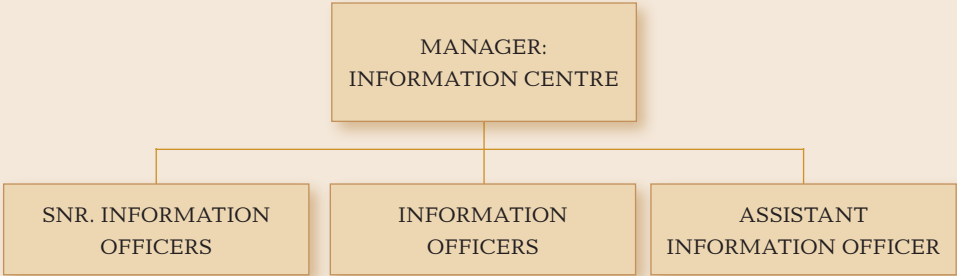 MANAGER:
INFORMATION CENTRE
SNR. INFORMATION
OFFICERS
INFORMATION
OFFICERS
ASSISTANT
INFORMATION OFFICER